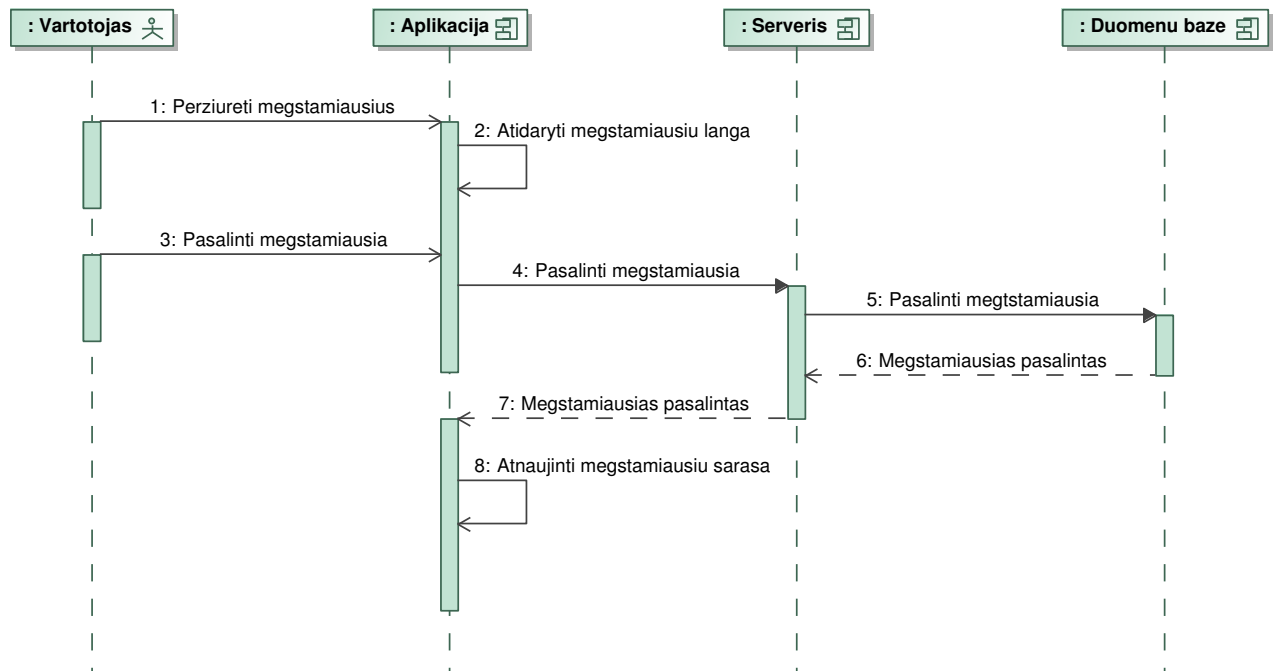 : Vartotojas
: Aplikacija
: Serveris
: Duomenu baze
1: Perziureti megstamiausius
2: Atidaryti megstamiausiu langa
3: Pasalinti megstamiausia
4: Pasalinti megstamiausia
5: Pasalinti megtstamiausia
6: Megstamiausias pasalintas
7: Megstamiausias pasalintas
8: Atnaujinti megstamiausiu sarasa